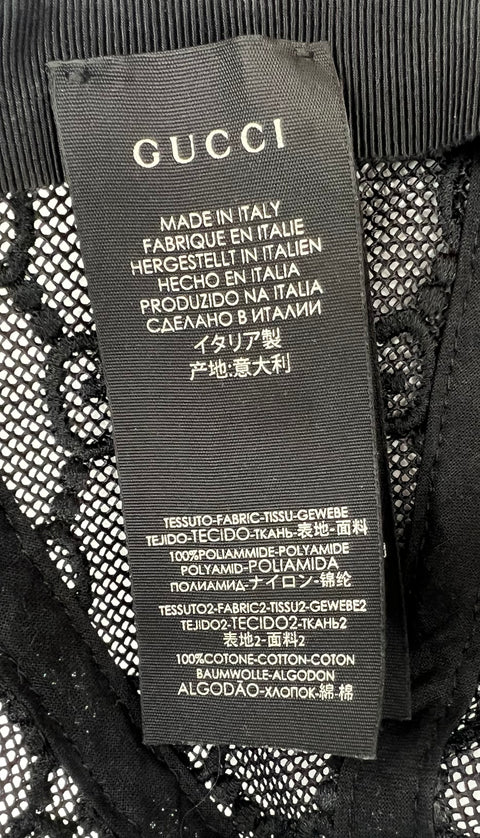 GUCCI
MADE IN ITALY
FABRIQUE EN ITALIE
HERGESTELLT IN ITALIEN
HECHO EN ITALIA
PRODUZIDO NA ITALIA
СДЕЛАНО В ИТАЛИИ
イタリア製
产地:意大利
TESSUTO-FABRIC-TISSU-GEWEBE
TEJIDO-TECIDO-ТКАНЬ-表地-面料
100%POLIAMMIDE-POLYAMIDE
POLYAMID-POLIAMIDA
ПОЛИАМИД-ナイロン-锦纶
TESSUTO2-FABRIC2-TISSU2-GEWEBE2
TEJIDO2-TECIDO2-ТКАНЬ2
表地2-面料2
100%COTONE-COTTON-COTON
BAUMWOLLE-ALGODON
ALGODÃO-ХЛОПОК-綿-棉